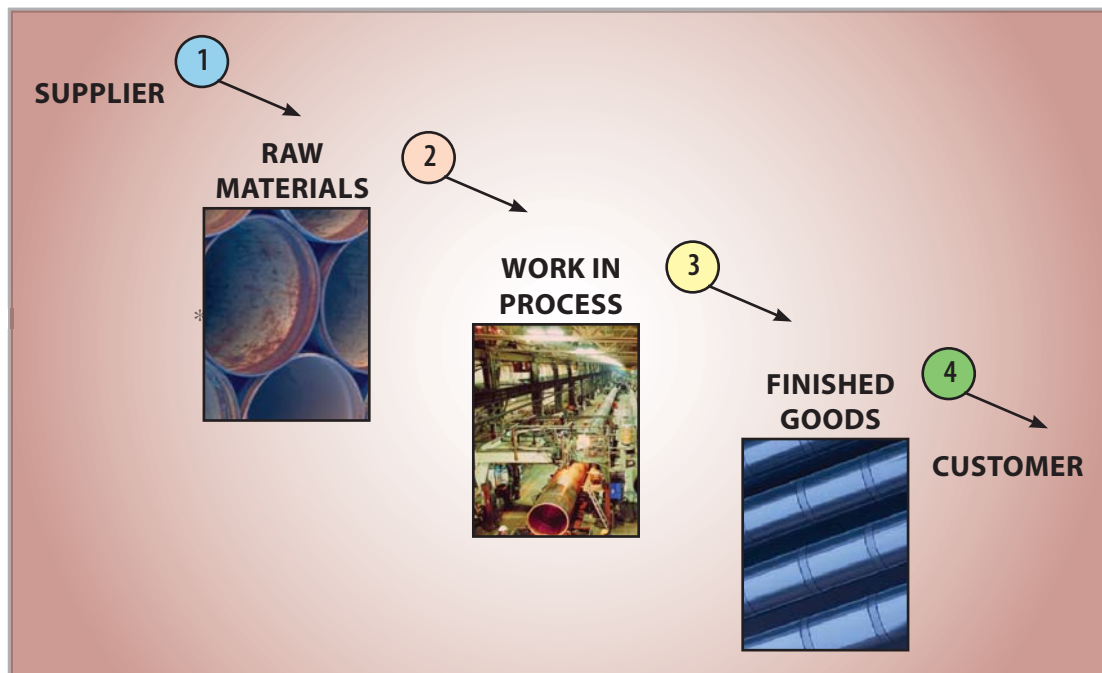 1
SUPPLIER
RAW
MATERIALS
2
WORK IN
PROCESS
3
FINISHED
GOODS
4
CUSTOMER
*